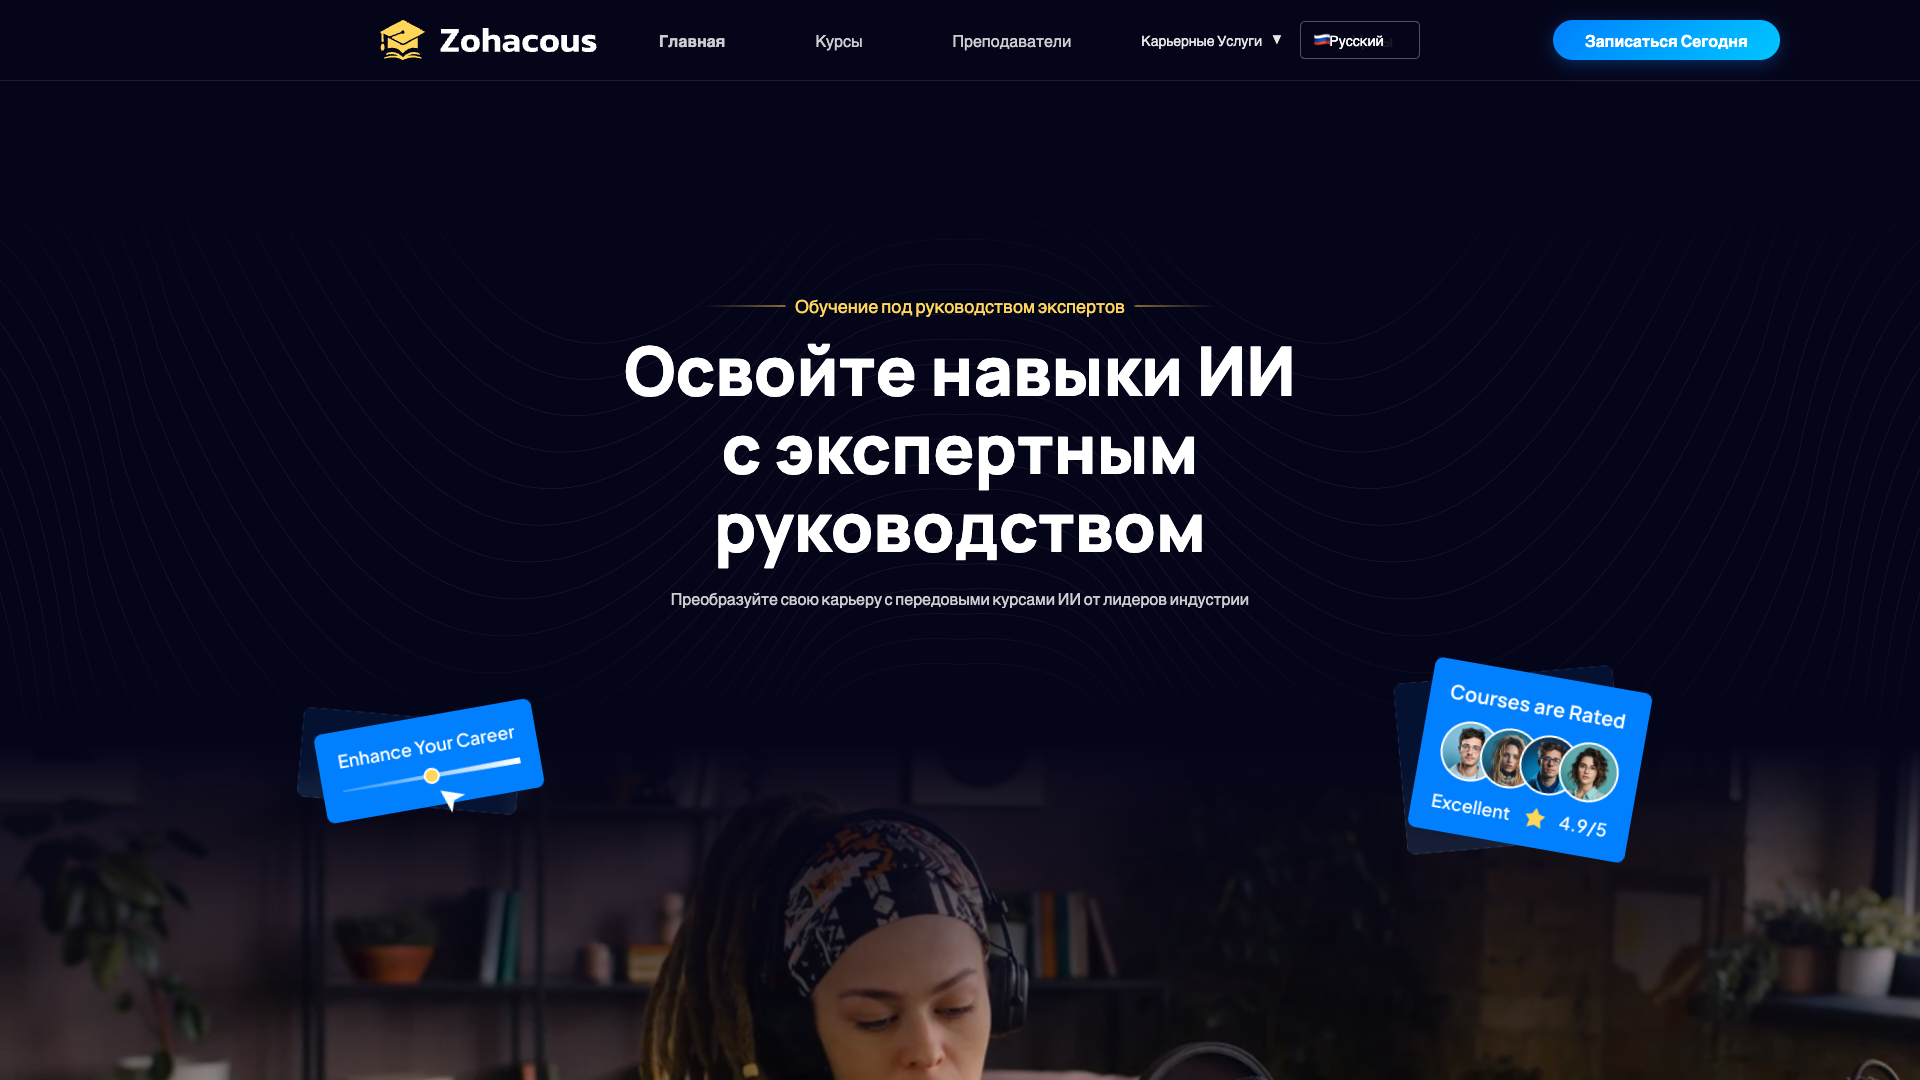 Zohacous
Главная
Курсы
Преподаватели
Карьерные Услуги ▼
Русский
Записаться Сегодня
Обучение под руководством экспертов
Освойте навыки ИИ
с экспертным
руководством
Преобразуйте свою карьеру с передовыми курсами ИИ от лидеров индустрии
Enhance Your Career
Courses are Rated
Excellent 4.9/5